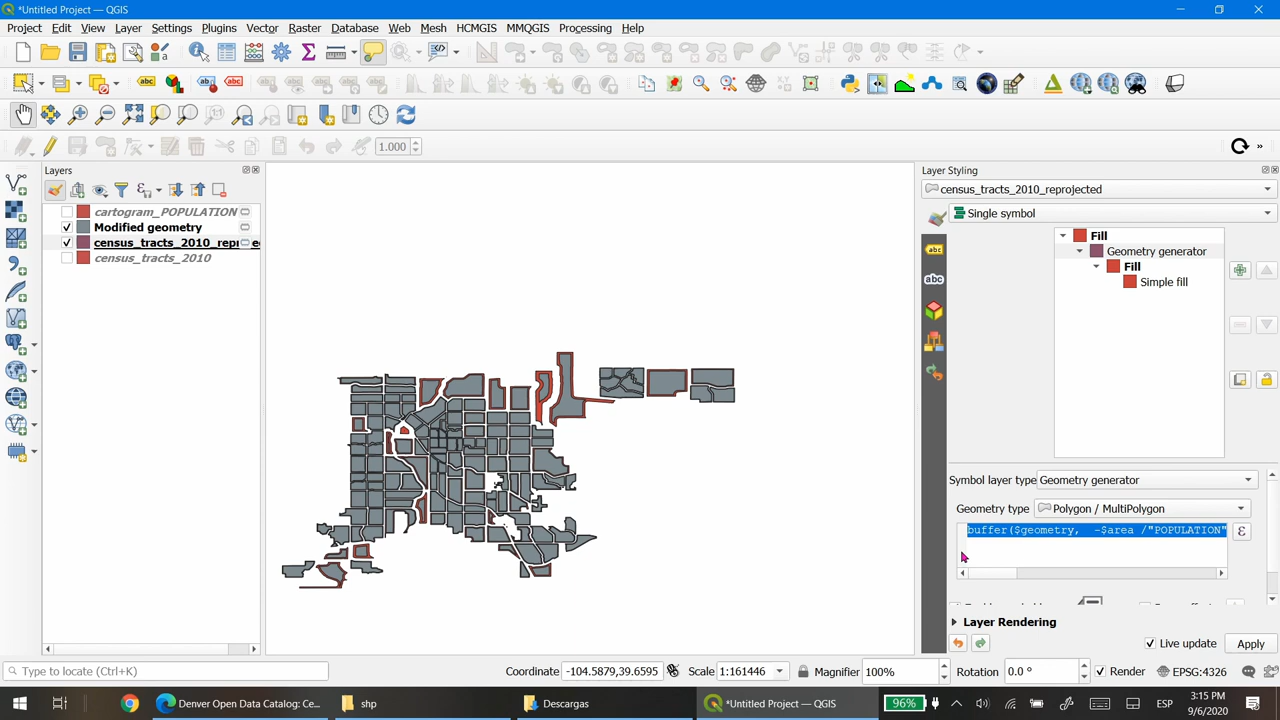 *Untitled Project — QGIS
Project Edit View Layer Settings Plugins Vector Raster Database Web Mesh HCMGIS MMQGIS Processing Help
1.000
»
Layers
cartogram_POPULATION
Modified geometry
census_tracts_2010_repr
census_tracts_2010
Layer Styling
census_tracts_2010_reprojected
Single symbol
Fill
Geometry generator
Fill
Simple fill
Symbol layer type Geometry generator
Geometry type Polygon / MultiPolygon
buffer($geometry, -$area /"POPULATION"
Layer Rendering
Live update Apply
Type to locate (Ctrl+K) Coordinate -104.5879,39.6595 Scale 1:161446 Magnifier 100% Rotation 0.0 ° Render EPSG:4326
Denver Open Data Catalog: Ce... shp Descargas *Untitled Project — QGIS 96% ESP
3:15 PM
9/6/2020